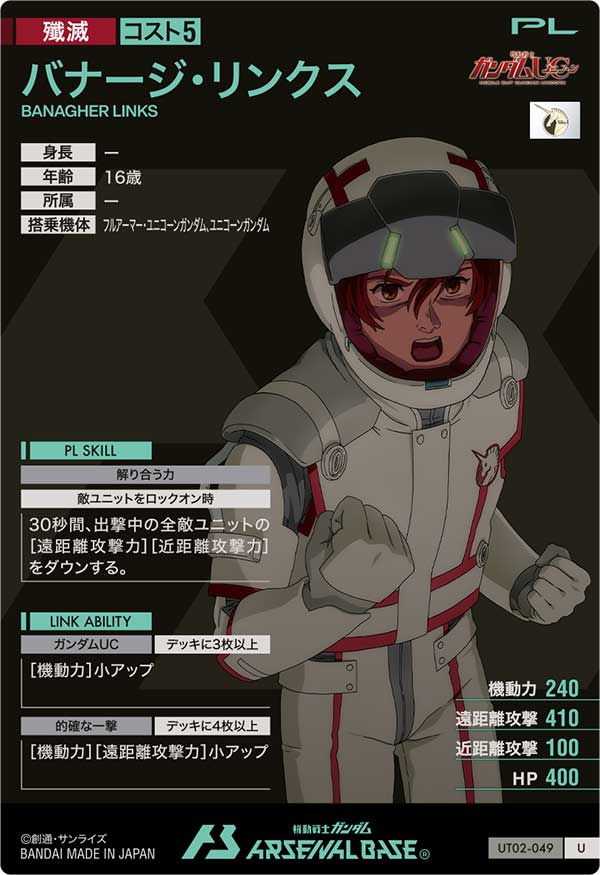 殲滅 コスト5 PL
バナージ・リンクス
BANAGHER LINKS
機動戦士
ガンダムUC
身長 ー
年齢 16歳
所属 ー
搭乗機体 フルアーマー・ユニコーンガンダム、ユニコーンガンダム
PL SKILL
解り合う力
敵ユニットをロックオン時
30秒間、出撃中の全敵ユニットの
[遠距離攻撃力][近距離攻撃力]
をダウンする。
LINK ABILITY
ガンダムUC デッキに3枚以上
[機動力]小アップ
的確な一撃 デッキに4枚以上
[機動力][遠距離攻撃力]小アップ
機動力 240
遠距離攻撃 410
近距離攻撃 100
HP 400
©創通・サンライズ
BANDAI MADE IN JAPAN
機動戦士ガンダム
ARSENAL BASE®
UT02-049 U